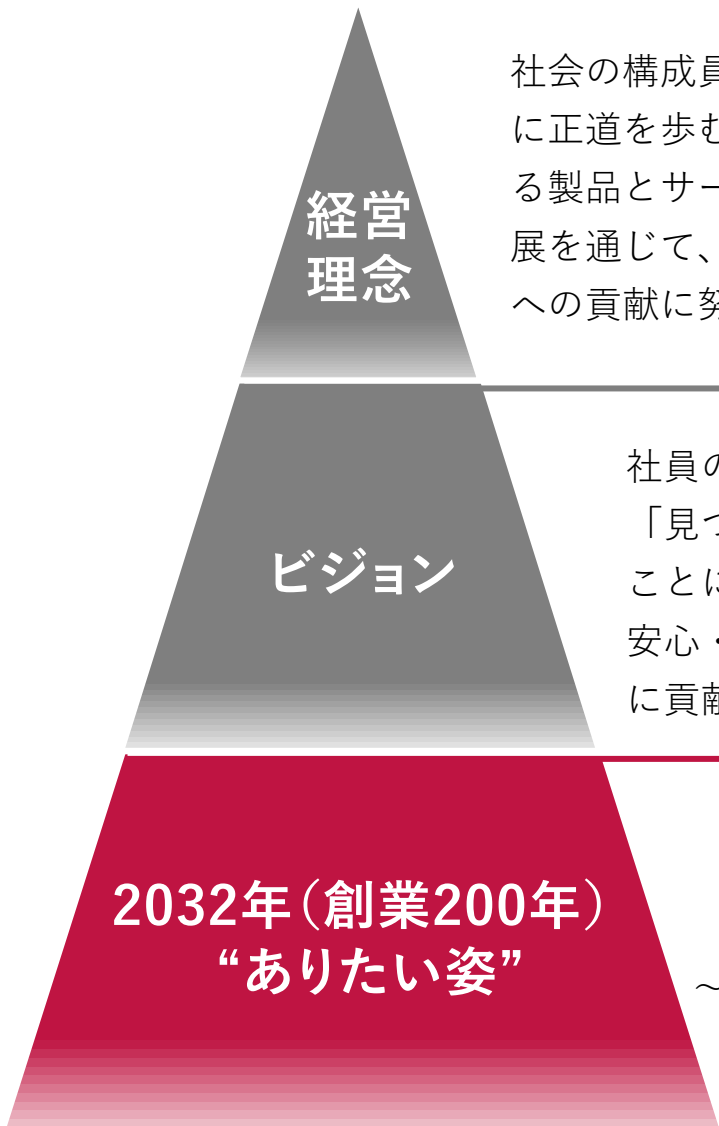 経営
理念
社会の構成員
に正道を歩む
る製品とサー
展を通じて、
への貢献に努
ビジョン
社員の
「見つ
ことに
安心・
に貢献
2032年（創業200年）
“ありたい姿”
～